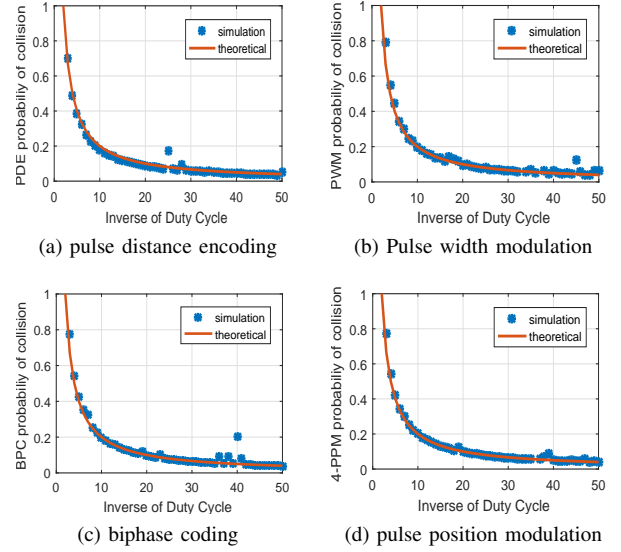 PDE probability of collision
1
0.8
0.6
0.4
0.2
0
simulation
theoretical
0 10 20 30 40 50
Inverse of Duty Cycle
(a) pulse distance encoding
PWM probability of collision
1
0.8
0.6
0.4
0.2
0
simulation
theoretical
0 10 20 30 40 50
Inverse of Duty Cycle
(b) Pulse width modulation
BPC probabiliy of collision
1
0.8
0.6
0.4
0.2
0
simulation
theoretical
0 10 20 30 40 50
Inverse of Duty Cycle
(c) biphase coding
4-PPM probability of collision
1
0.8
0.6
0.4
0.2
0
simulation
theoretical
0 10 20 30 40 50
Inverse of Duty Cycle
(d) pulse position modulation